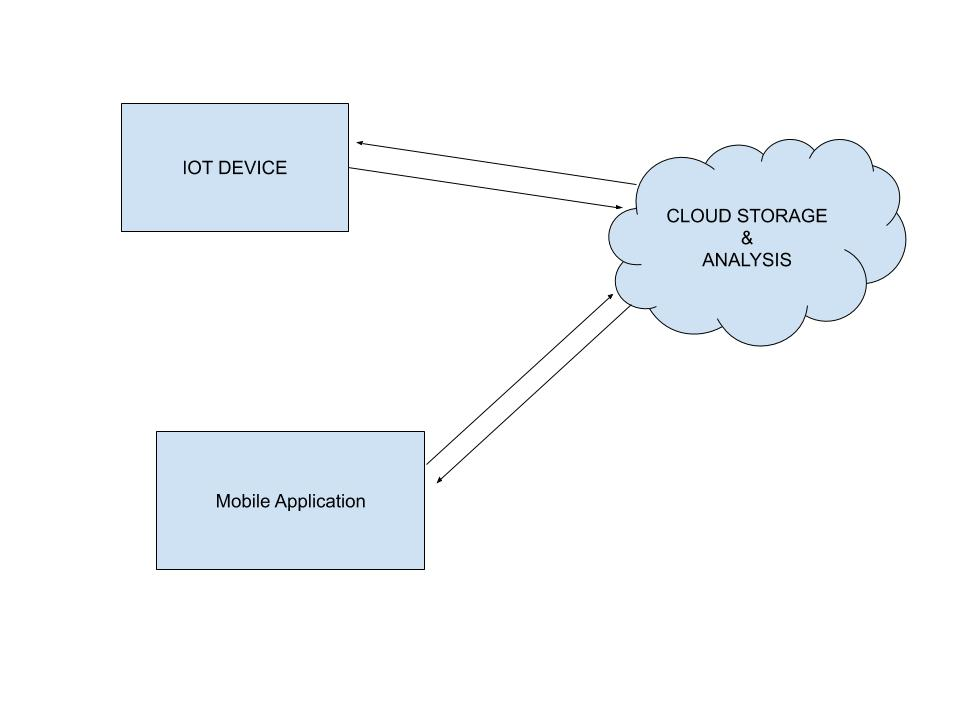 IOT DEVICE
CLOUD STORAGE
&
ANALYSIS
Mobile Application